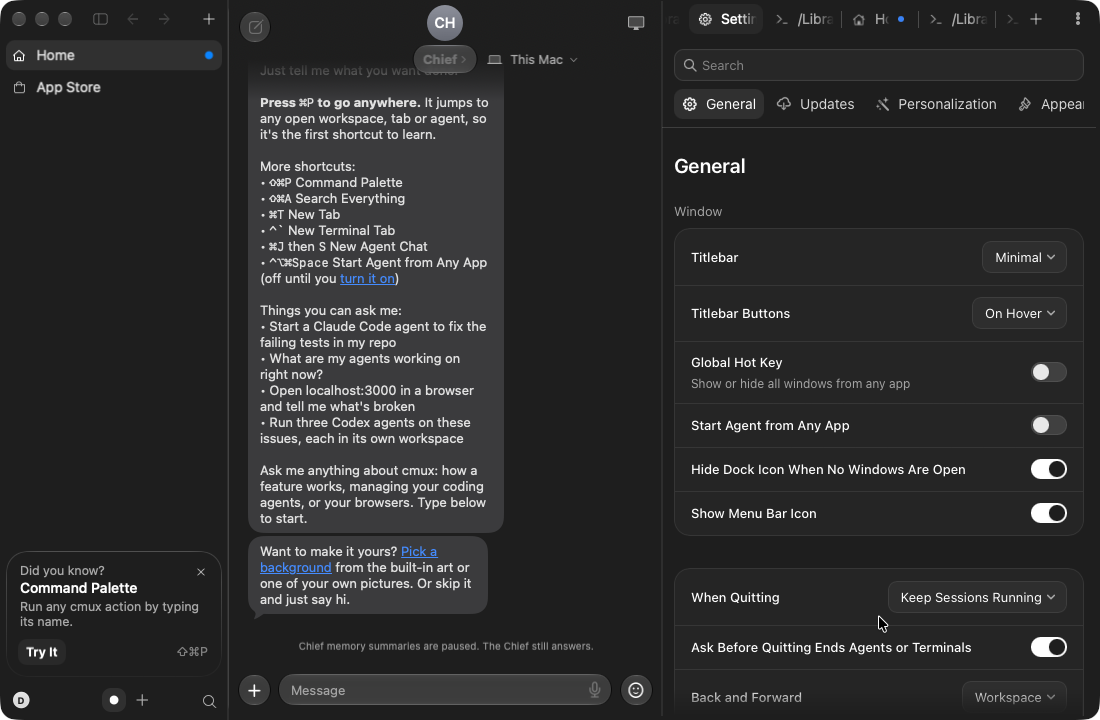 Home
App Store
Did you know?
Command Palette
Run any cmux action by typing
its name.
Try It
⇧⌘P
D
CH
Chief
This Mac
Just tell me what you want done.
Press ⌘P to go anywhere. It jumps to
any open workspace, tab or agent, so
it's the first shortcut to learn.
More shortcuts:
• ⇧⌘P Command Palette
• ⇧⌘A Search Everything
• ⌘T New Tab
• ^` New Terminal Tab
• ⌘J then S New Agent Chat
• ^⌥⌘Space Start Agent from Any App
(off until you turn it on)
Things you can ask me:
• Start a Claude Code agent to fix the
failing tests in my repo
• What are my agents working on
right now?
• Open localhost:3000 in a browser
and tell me what's broken
• Run three Codex agents on these
issues, each in its own workspace
Ask me anything about cmux: how a
feature works, managing your coding
agents, or your browsers. Type below
to start.
Want to make it yours? Pick a
background from the built-in art or
one of your own pictures. Or skip it
and just say hi.
Chief memory summaries are paused. The Chief still answers.
Message
Settin
/Libra
Ho
/Libra
Search
General
Updates
Personalization
Appear
General
Window
Titlebar
Minimal
Titlebar Buttons
On Hover
Global Hot Key
Show or hide all windows from any app
Start Agent from Any App
Hide Dock Icon When No Windows Are Open
Show Menu Bar Icon
When Quitting
Keep Sessions Running
Ask Before Quitting Ends Agents or Terminals
Back and Forward
Workspace